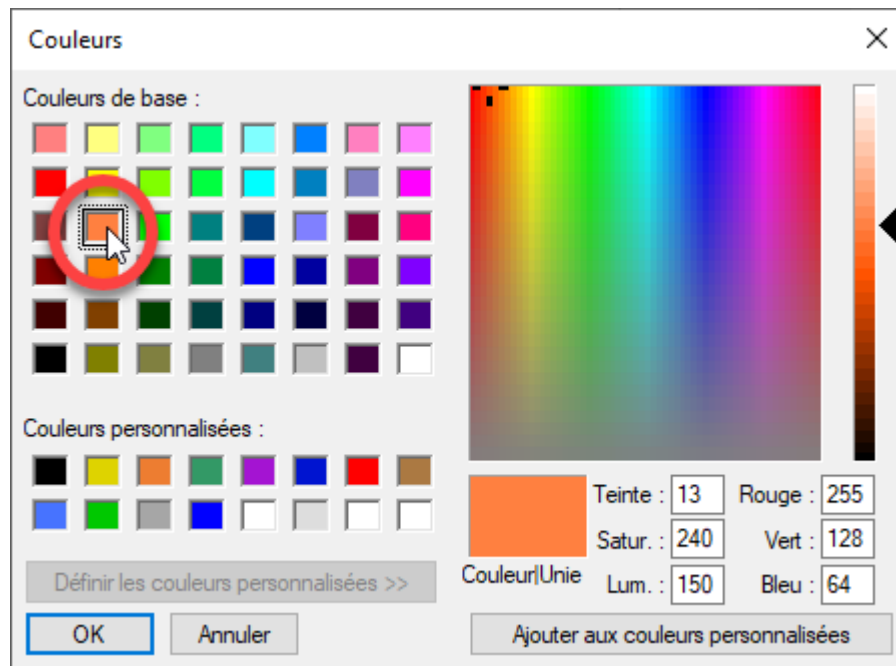 Couleurs
Couleurs de base :
Couleurs personnalisées :
Définir les couleurs personnalisées >>
OK Annuler
Couleur|Unie
Teinte : 13 Rouge : 255
Satur. : 240 Vert : 128
Lum. : 150 Bleu : 64
Ajouter aux couleurs personnalisées